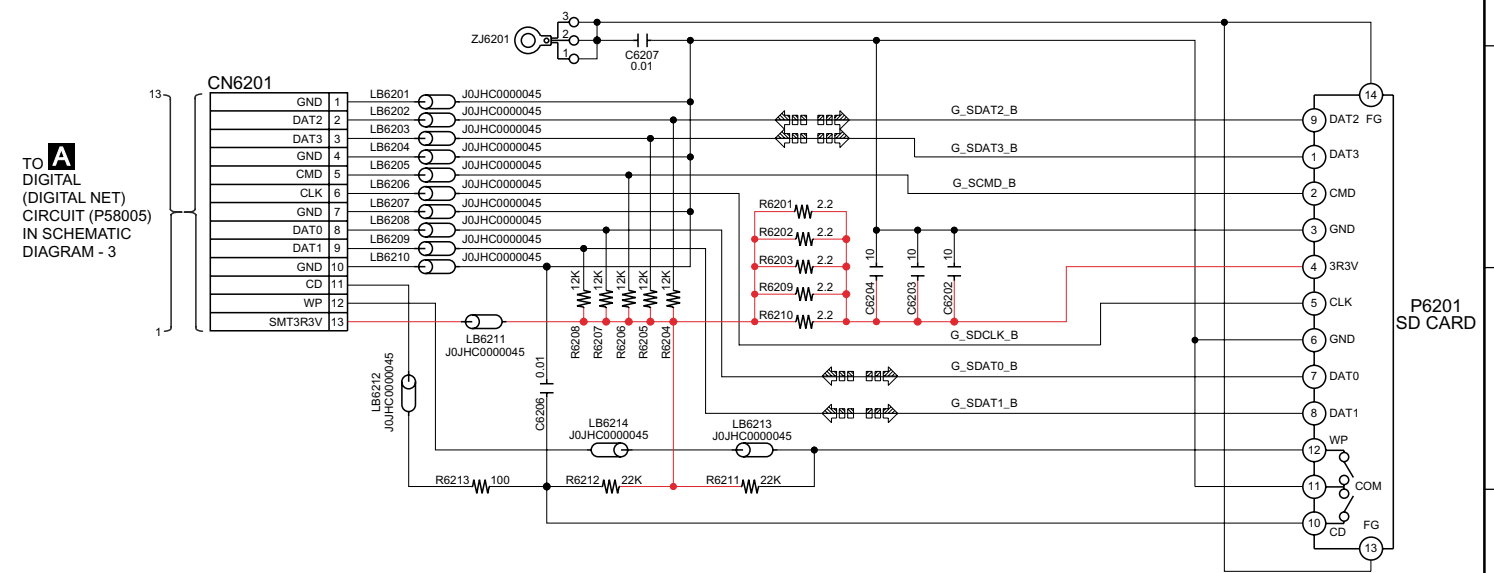 3
ZJ6201
2
1
C6207
0.01
CN6201
13
1
TO A
DIGITAL
(DIGITAL NET)
CIRCUIT (P58005)
IN SCHEMATIC
DIAGRAM - 3
GND 1 LB6201 J0JHC0000045
DAT2 2 LB6202 J0JHC0000045
DAT3 3 LB6203 J0JHC0000045
GND 4 LB6204 J0JHC0000045
CMD 5 LB6205 J0JHC0000045
CLK 6 LB6206 J0JHC0000045
GND 7 LB6207 J0JHC0000045
DAT0 8 LB6208 J0JHC0000045
DAT1 9 LB6209 J0JHC0000045
GND 10 LB6210 J0JHC0000045
CD 11
WP 12
SMT3R3V 13
LB6211
J0JHC0000045
LB6212
J0JHC0000045
R6208 12K
R6207 12K
R6206 12K
R6205 12K
R6204 12K
C6206 0.01
R6213 100
LB6214
J0JHC0000045
LB6213
J0JHC0000045
R6212 22K
R6211 22K
R6201 2.2
R6202 2.2
R6203 2.2
R6209 2.2
R6210 2.2
C6204 10
C6203 10
C6202 10
G_SDAT2_B
G_SDAT3_B
G_SCMD_B
G_SDCLK_B
G_SDAT0_B
G_SDAT1_B
14
9 DAT2 FG
1 DAT3
2 CMD
3 GND
4 3R3V
5 CLK
6 GND
7 DAT0
8 DAT1
12 WP
11 COM
10 CD FG
13
P6201
SD CARD